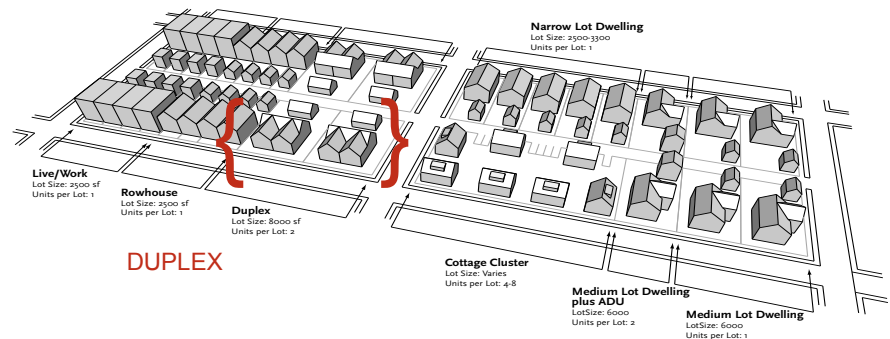 Narrow Lot Dwelling
Lot Size: 2500-3300
Units per Lot: 1
Live/Work
Lot Size: 2500 sf
Units per Lot: 1
Rowhouse
Lot Size: 2500 sf
Units per Lot: 1
Duplex
Lot Size: 8000 sf
Units per Lot: 2
DUPLEX
Cottage Cluster
Lot Size: Varies
Units per Lot: 4-8
Medium Lot Dwelling
plus ADU
LotSize: 6000
Units per Lot: 2
Medium Lot Dwelling
LotSize: 6000
Units per Lot: 1